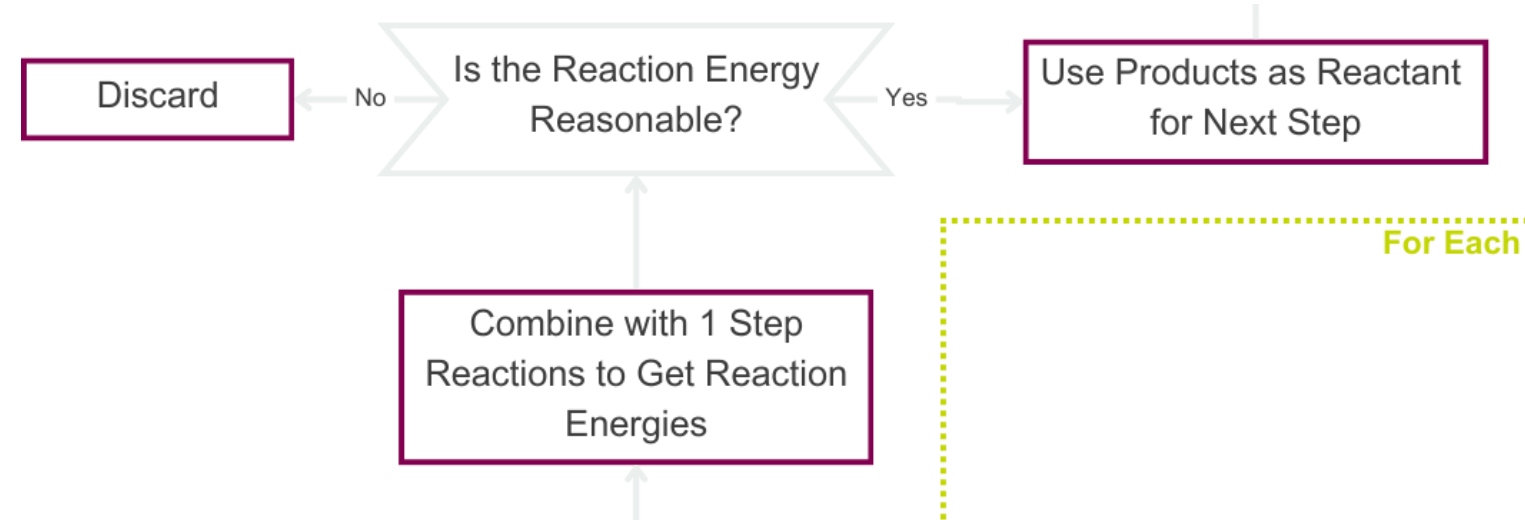 Discard
No
Is the Reaction Energy
Reasonable?
Yes
Use Products as Reactant
for Next Step
For Each
Combine with 1 Step
Reactions to Get Reaction
Energies